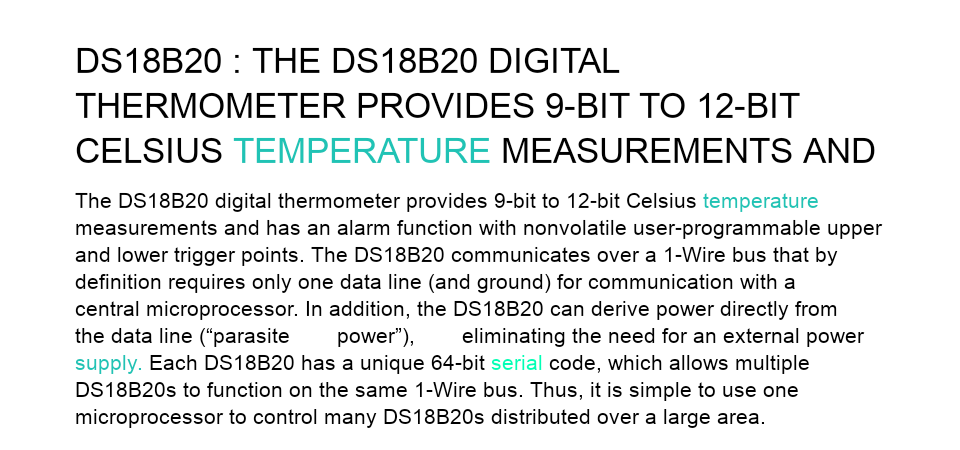 DS18B20 : THE DS18B20 DIGITAL
THERMOMETER PROVIDES 9-BIT TO 12-BIT
CELSIUS TEMPERATURE MEASUREMENTS AND
The DS18B20 digital thermometer provides 9-bit to 12-bit Celsius temperature
measurements and has an alarm function with nonvolatile user-programmable upper
and lower trigger points. The DS18B20 communicates over a 1-Wire bus that by
definition requires only one data line (and ground) for communication with a
central microprocessor. In addition, the DS18B20 can derive power directly from
the data line (“parasite power”), eliminating the need for an external power
supply. Each DS18B20 has a unique 64-bit serial code, which allows multiple
DS18B20s to function on the same 1-Wire bus. Thus, it is simple to use one
microprocessor to control many DS18B20s distributed over a large area.